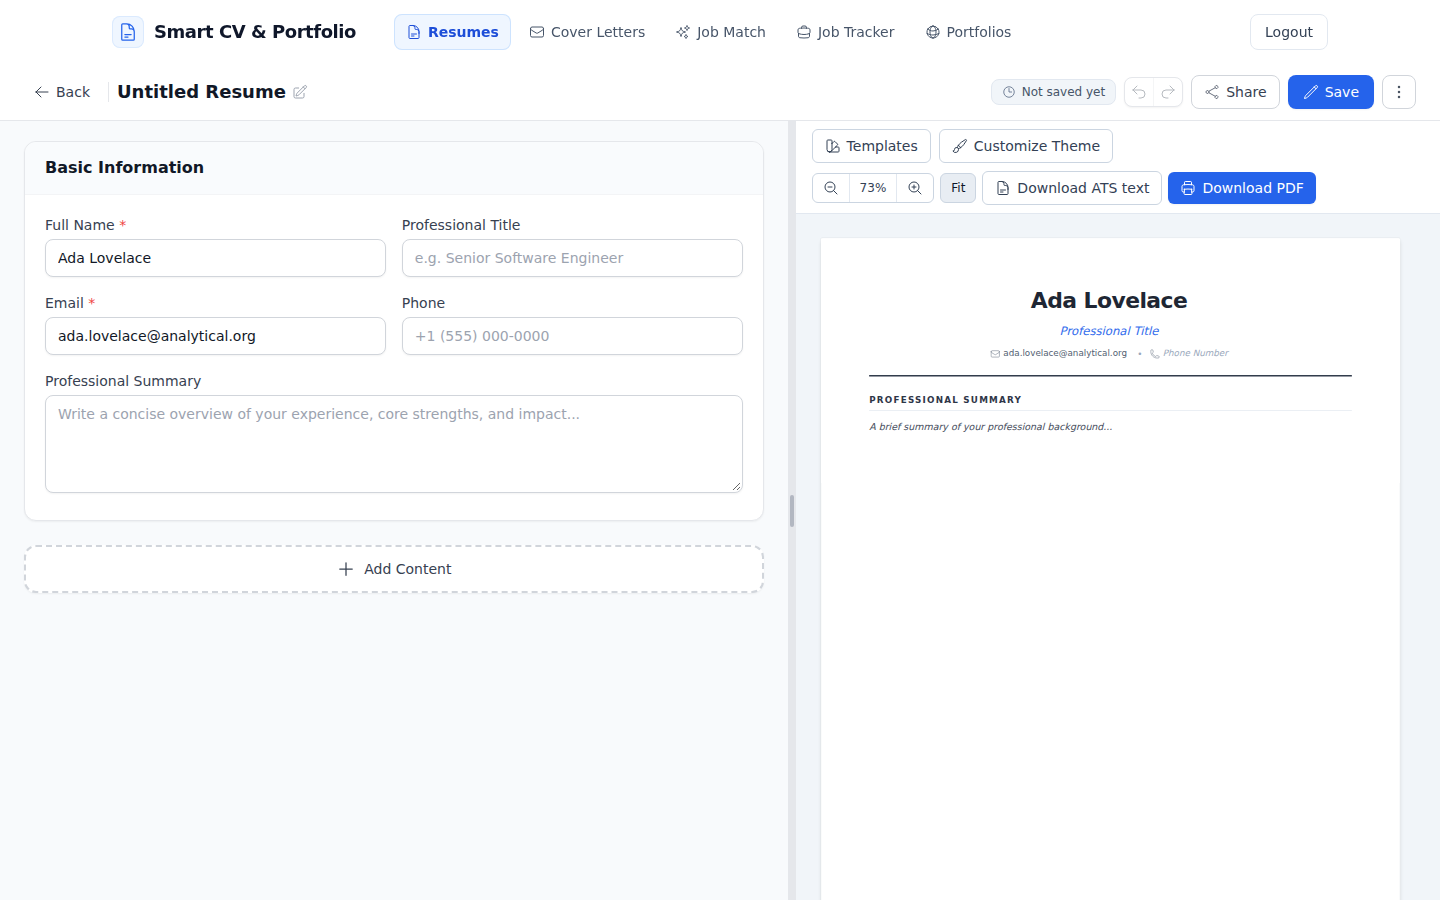 Smart CV & Portfolio
Resumes
Cover Letters
Job Match
Job Tracker
Portfolios
Logout
Back
Untitled Resume
Not saved yet
Share
Save
Basic Information
Full Name *
Professional Title
Ada Lovelace
e.g. Senior Software Engineer
Email *
Phone
ada.lovelace@analytical.org
+1 (555) 000-0000
Professional Summary
Write a concise overview of your experience, core strengths, and impact...
Add Content
Templates
Customize Theme
73%
Fit
Download ATS text
Download PDF
Ada Lovelace
Professional Title
ada.lovelace@analytical.org • Phone Number
PROFESSIONAL SUMMARY
A brief summary of your professional background...